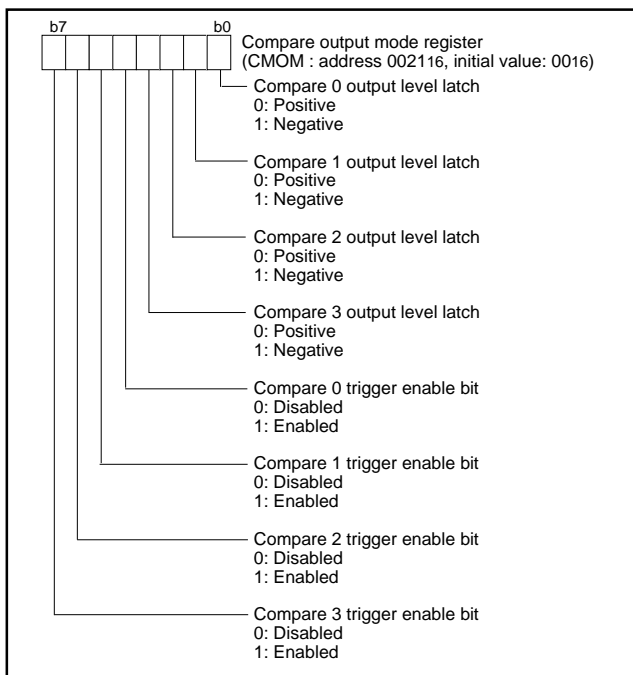 b7 b0
Compare output mode register
(CMOM : address 002116, initial value: 0016)
Compare 0 output level latch
0: Positive
1: Negative
Compare 1 output level latch
0: Positive
1: Negative
Compare 2 output level latch
0: Positive
1: Negative
Compare 3 output level latch
0: Positive
1: Negative
Compare 0 trigger enable bit
0: Disabled
1: Enabled
Compare 1 trigger enable bit
0: Disabled
1: Enabled
Compare 2 trigger enable bit
0: Disabled
1: Enabled
Compare 3 trigger enable bit
0: Disabled
1: Enabled